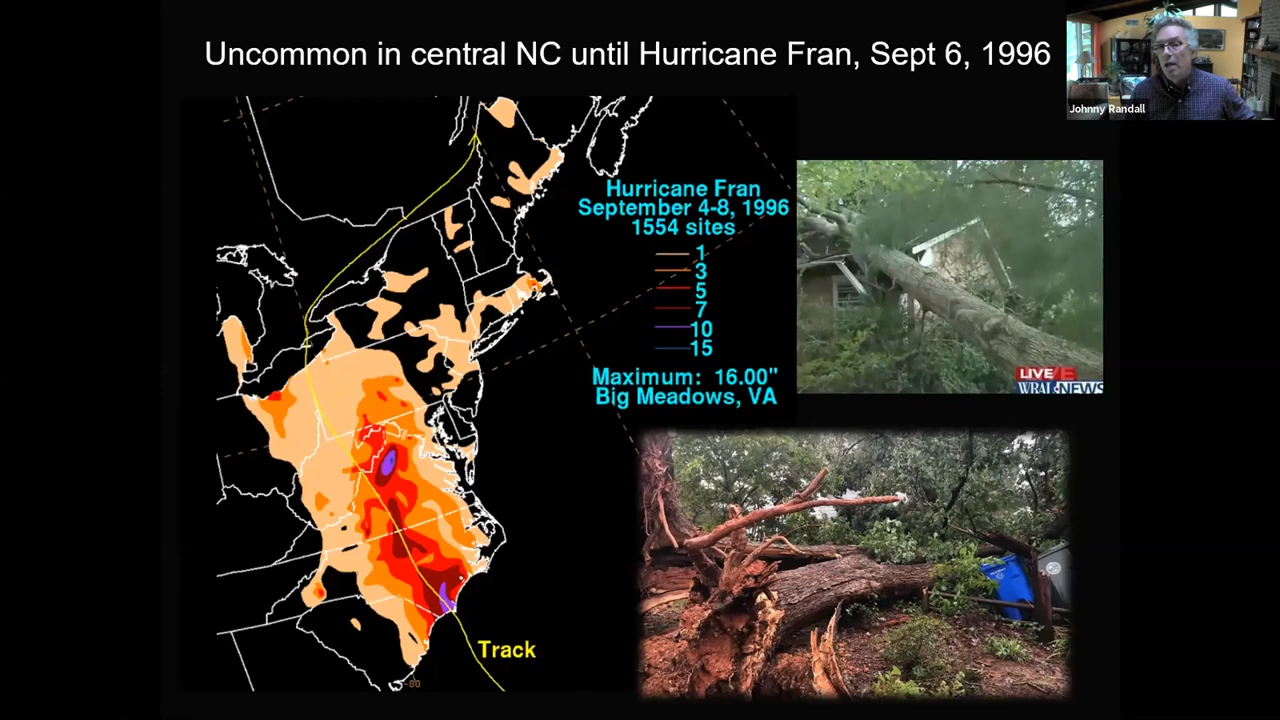 Uncommon in central NC until Hurricane Fran, Sept 6, 1996
Johnny Randall
Hurricane Fran
September 4-8, 1996
1554 sites
1
3
5
7
10
15
Maximum: 16.00"
Big Meadows, VA
LIVE
WRAL NEWS
Track
-80